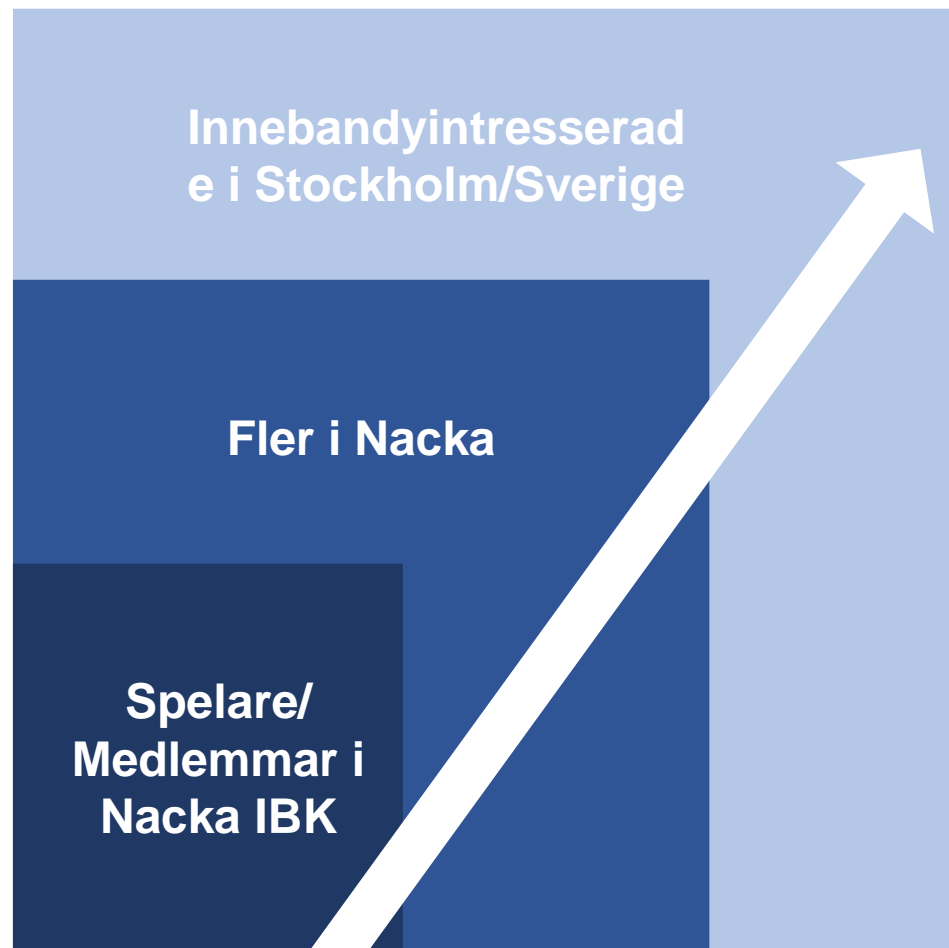 Innebandyintresserad
e i Stockholm/Sverige
Fler i Nacka
Spelare/
Medlemmar i
Nacka IBK